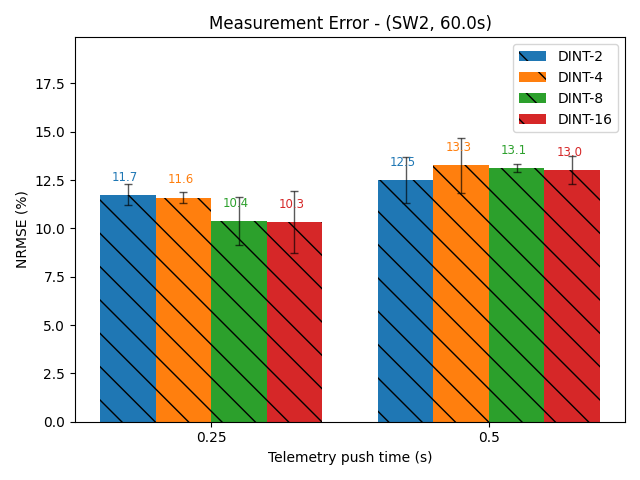 Measurement Error - (SW2, 60.0s)
DINT-2
DINT-4
DINT-8
DINT-16
NRMSE (%)
17.5
15.0
12.5
10.0
7.5
5.0
2.5
0.0
11.7
11.6
10.4
10.3
12.5
13.3
13.1
13.0
0.25
0.5
Telemetry push time (s)